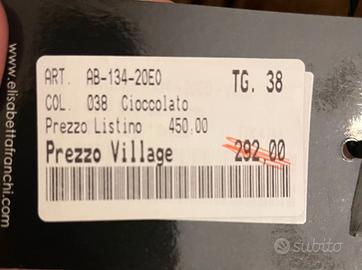 www.elisabettafranchi.com
ART. AB-134-20E0 TG. 38
COL. 038 Cioccolato
Prezzo Listino 450,00
Prezzo Village 292,00
subito